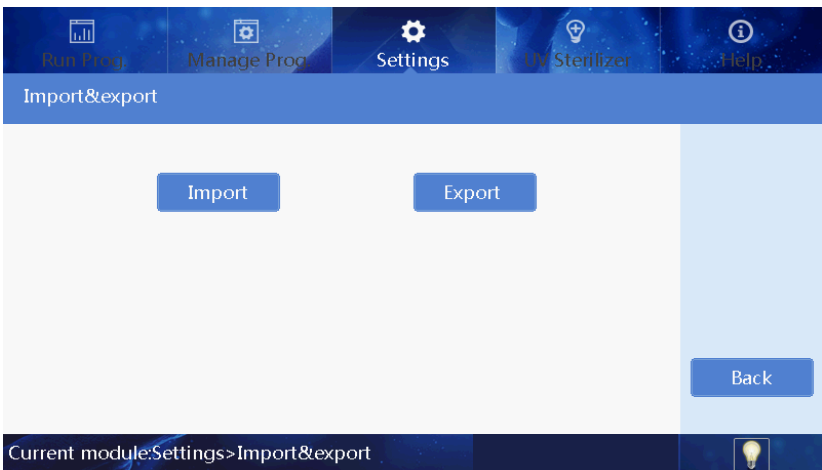 Run Prog.
Manage Prog.
Settings
UV Sterilizer
Help
Import&export
Import
Export
Back
Current module:Settings>Import&export